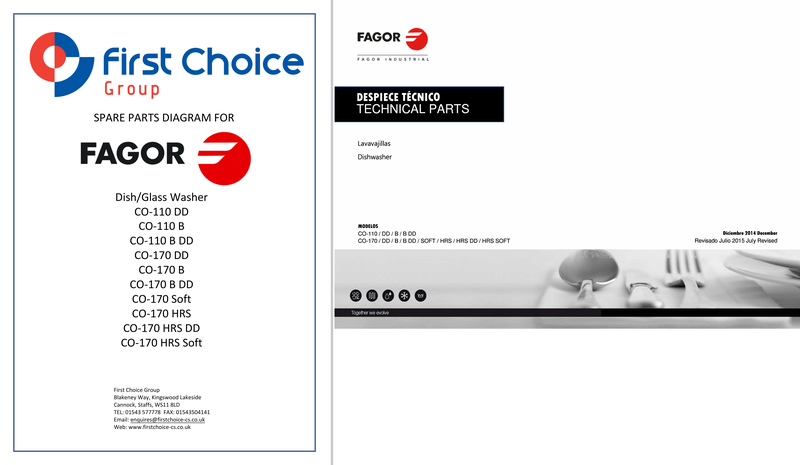 First Choice
Group
SPARE PARTS DIAGRAM FOR
FAGOR
Dish/Glass Washer
CO-110 DD
CO-110 B
CO-110 B DD
CO-170 DD
CO-170 B
CO-170 B DD
CO-170 Soft
CO-170 HRS
CO-170 HRS DD
CO-170 HRS Soft
First Choice Group
Blakeney Way, Kingswood Lakeside
Cannock, Staffs, WS11 8LD
TEL: 01543 577778 FAX: 01543504141
Email: enquires@firstchoice-cs.co.uk
Web: www.firstchoice-cs.co.uk
FAGOR
FAGOR INDUSTRIAL
DESPIECE TÉCNICO
TECHNICAL PARTS
Lavavajillas
Dishwasher
MODELOS
CO-110 / DD / B / B DD
CO-170 / DD / B / B DD / SOFT / HRS / HRS DD / HRS SOFT
Diciembre 2014 December
Revisado Julio 2015 July Revised
Together we evolve